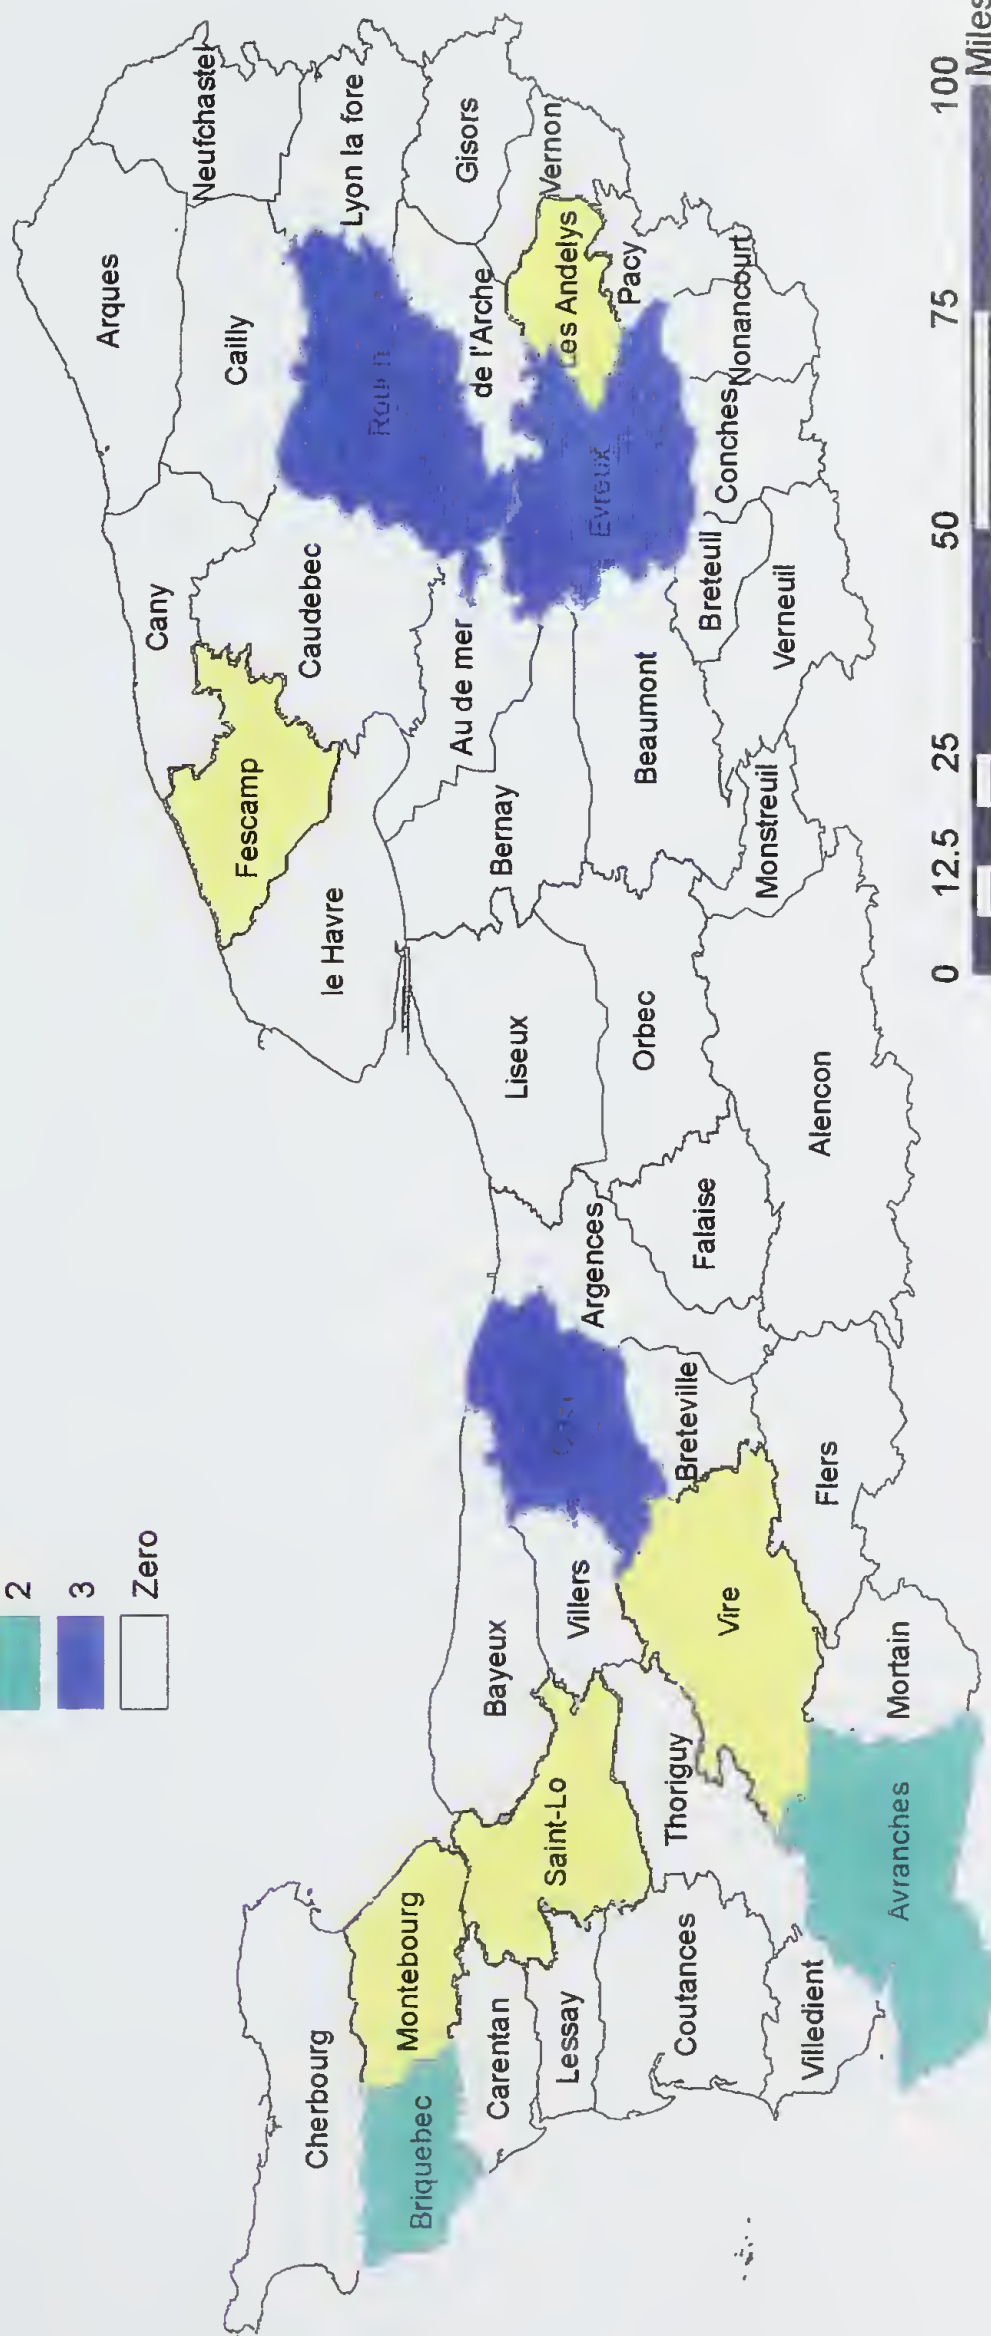 2
3
Zero
Cherbourg
Briquebec
Montebourg
Carentan
Lessay
Saint-Lo
Coutances
Villedient
Thoriguy
Avranches
Mortain
Vire
Villers
Bayeux
Breteville
Flers
Argences
Falaise
Alencon
Liseux
Orbec
le Havre
Fescamp
Cany
Caudebec
Au de mer
Bernay
Beaumont
Monstreuil
Breteuil
Verneuil
Conches
Nonancourt
Evreux
Pacy
Les Andelys
Vernon
de l'Arche
Rouen
Gisors
Lyon la fore
Cailly
Arques
Neufchastel
0 12.5 25 50 75 100
Miles